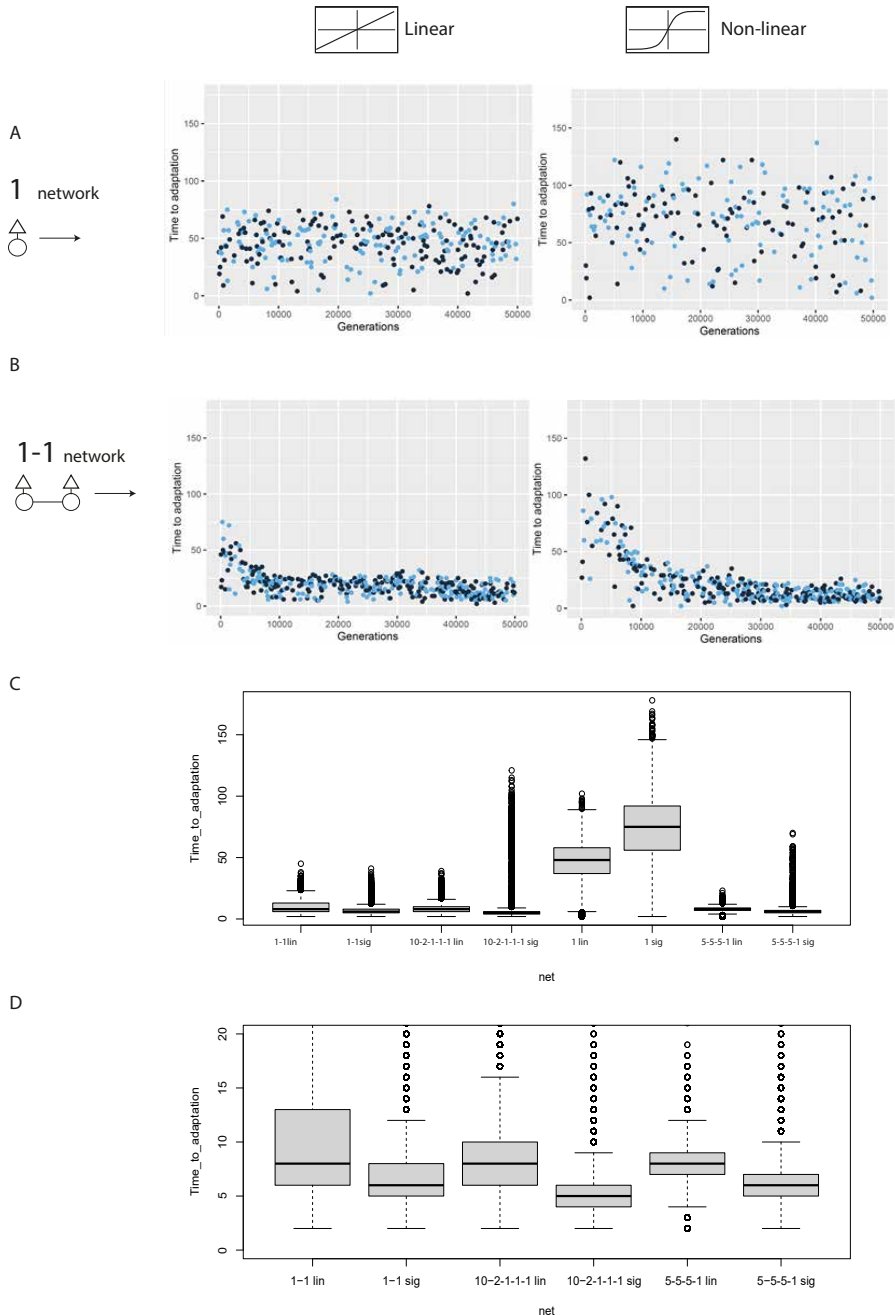 Linear Non-linear
A
1 network
Time to adaptation
150
100
50
0
0 10000 20000 30000 40000 50000
Generations
Time to adaptation
150
100
50
0
0 10000 20000 30000 40000 50000
Generations
B
1-1 network
Time to adaptation
150
100
50
0
0 10000 20000 30000 40000 50000
Generations
Time to adaptation
150
100
50
0
0 10000 20000 30000 40000 50000
Generations
C
Time_to_adaptation
150
100
50
0
1-1lin 1-1sig 10-2-1-1-1 lin 10-2-1-1-1 sig 1 lin 1 sig 5-5-5-1 lin 5-5-5-1 sig
net
D
Time_to_adaptation
20
15
10
5
0
1−1 lin 1−1 sig 10−2-1-1-1 lin 10−2-1-1-1 sig 5-5-5-1 lin 5−5-5-1 sig
net